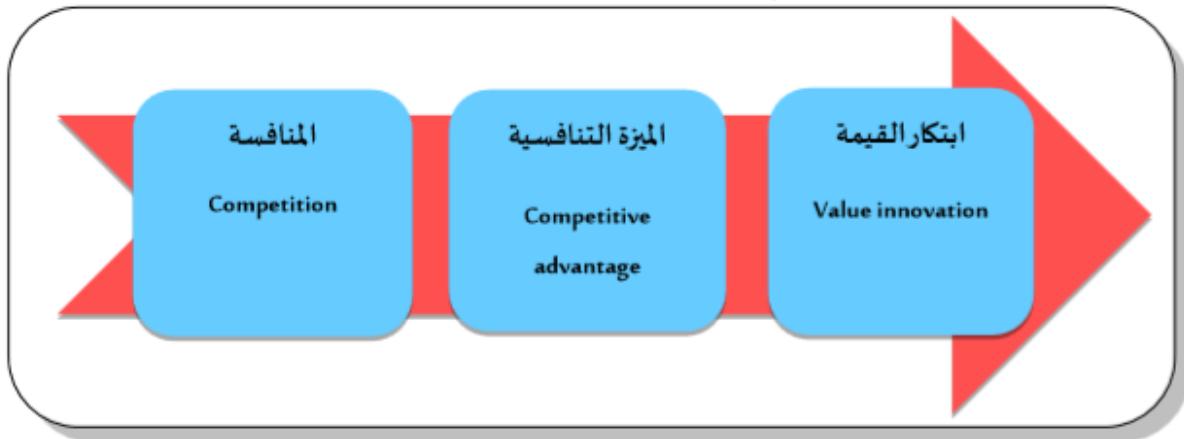 المنافسة
Competition
الميزة التنافسية
Competitive
advantage
ابتكار القيمة
Value innovation